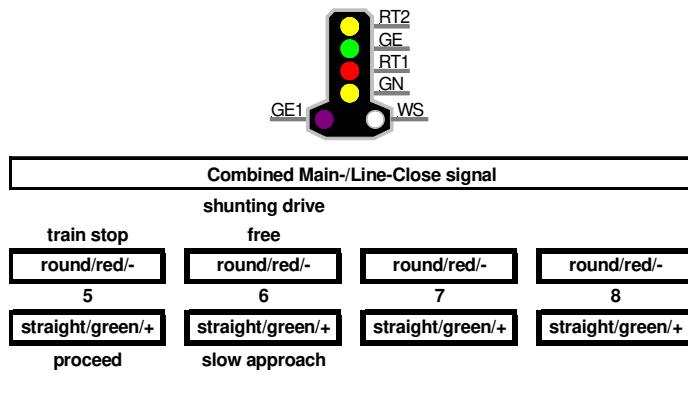 RT2
GE
RT1
GN
GE1 WS
Combined Main-/Line-Close signal
shunting drive
train stop free
round/red/- round/red/- round/red/- round/red/-
5 6 7 8
straight/green/+ straight/green/+ straight/green/+ straight/green/+
proceed slow approach